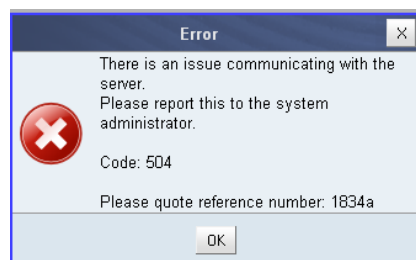 Error
X
There is an issue communicating with the
server.
Please report this to the system
administrator.
Code: 504
Please quote reference number: 1834a
OK